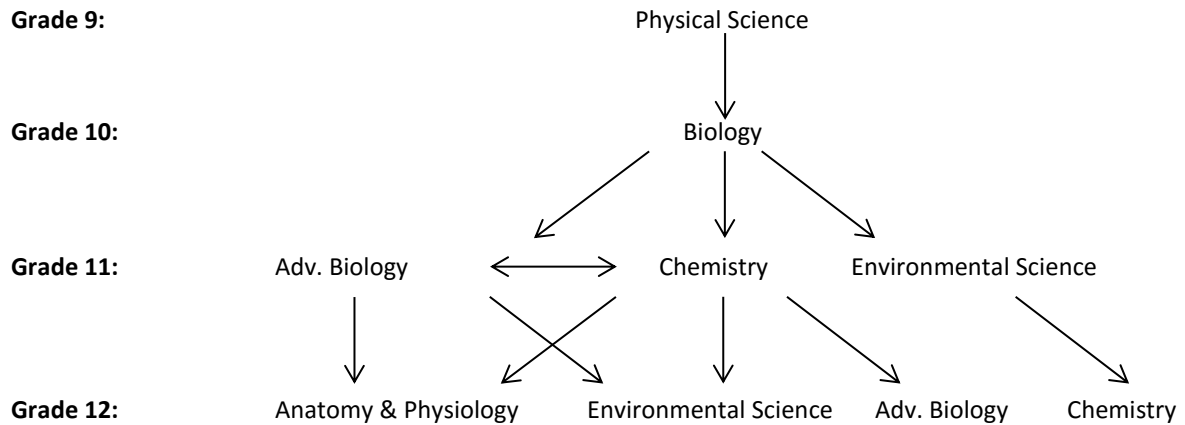 Grade 9: Physical Science
Grade 10: Biology
Grade 11: Adv. Biology Chemistry Environmental Science
Grade 12: Anatomy & Physiology Environmental Science Adv. Biology Chemistry